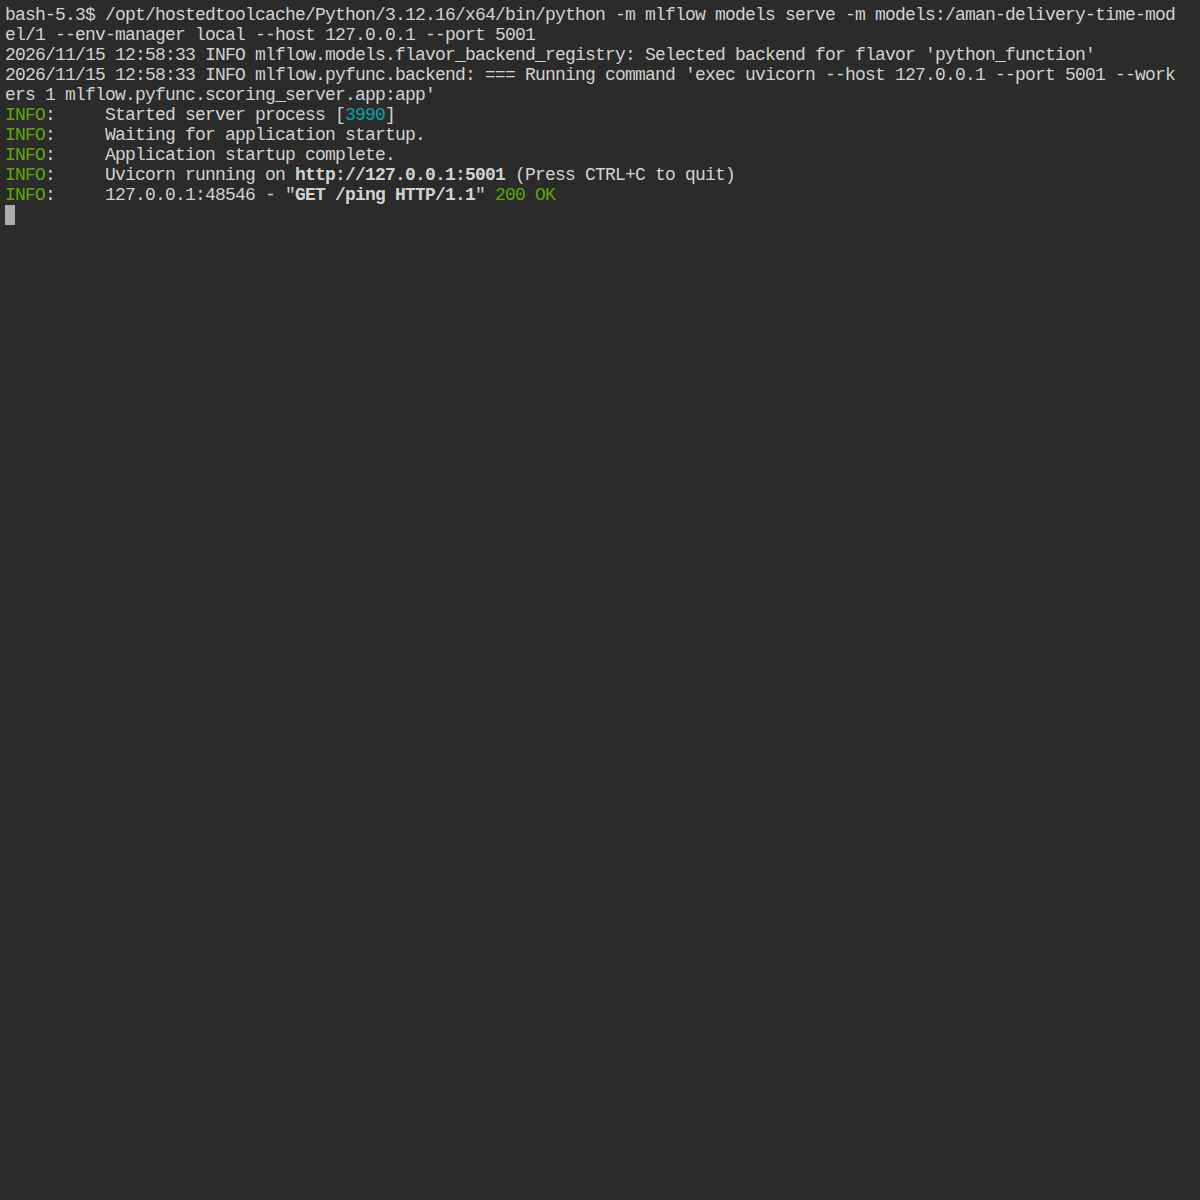 bash-5.3$ /opt/hostedtoolcache/Python/3.12.16/x64/bin/python -m mlflow models serve -m models:/aman-delivery-time-mod
el/1 --env-manager local --host 127.0.0.1 --port 5001
2026/11/15 12:58:33 INFO mlflow.models.flavor_backend_registry: Selected backend for flavor 'python_function'
2026/11/15 12:58:33 INFO mlflow.pyfunc.backend: === Running command 'exec uvicorn --host 127.0.0.1 --port 5001 --work
ers 1 mlflow.pyfunc.scoring_server.app:app'
INFO:     Started server process [3990]
INFO:     Waiting for application startup.
INFO:     Application startup complete.
INFO:     Uvicorn running on http://127.0.0.1:5001 (Press CTRL+C to quit)
INFO:     127.0.0.1:48546 - "GET /ping HTTP/1.1" 200 OK